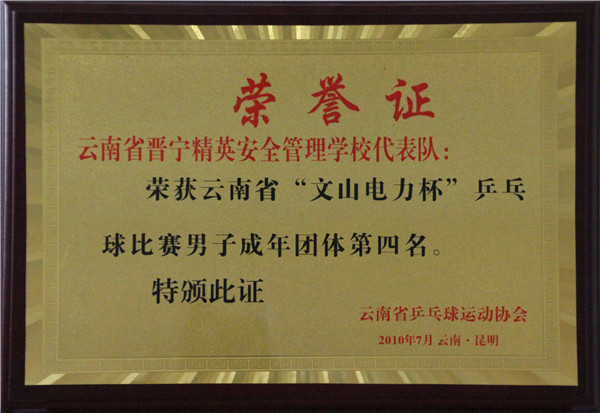 荣誉证
云南省晋宁精英安全管理学校代表队：
荣获云南省“文山电力杯”乒乓
球比赛男子成年团体第四名。
特颁此证
云南省乒乓球运动协会
2010年7月 云南·昆明